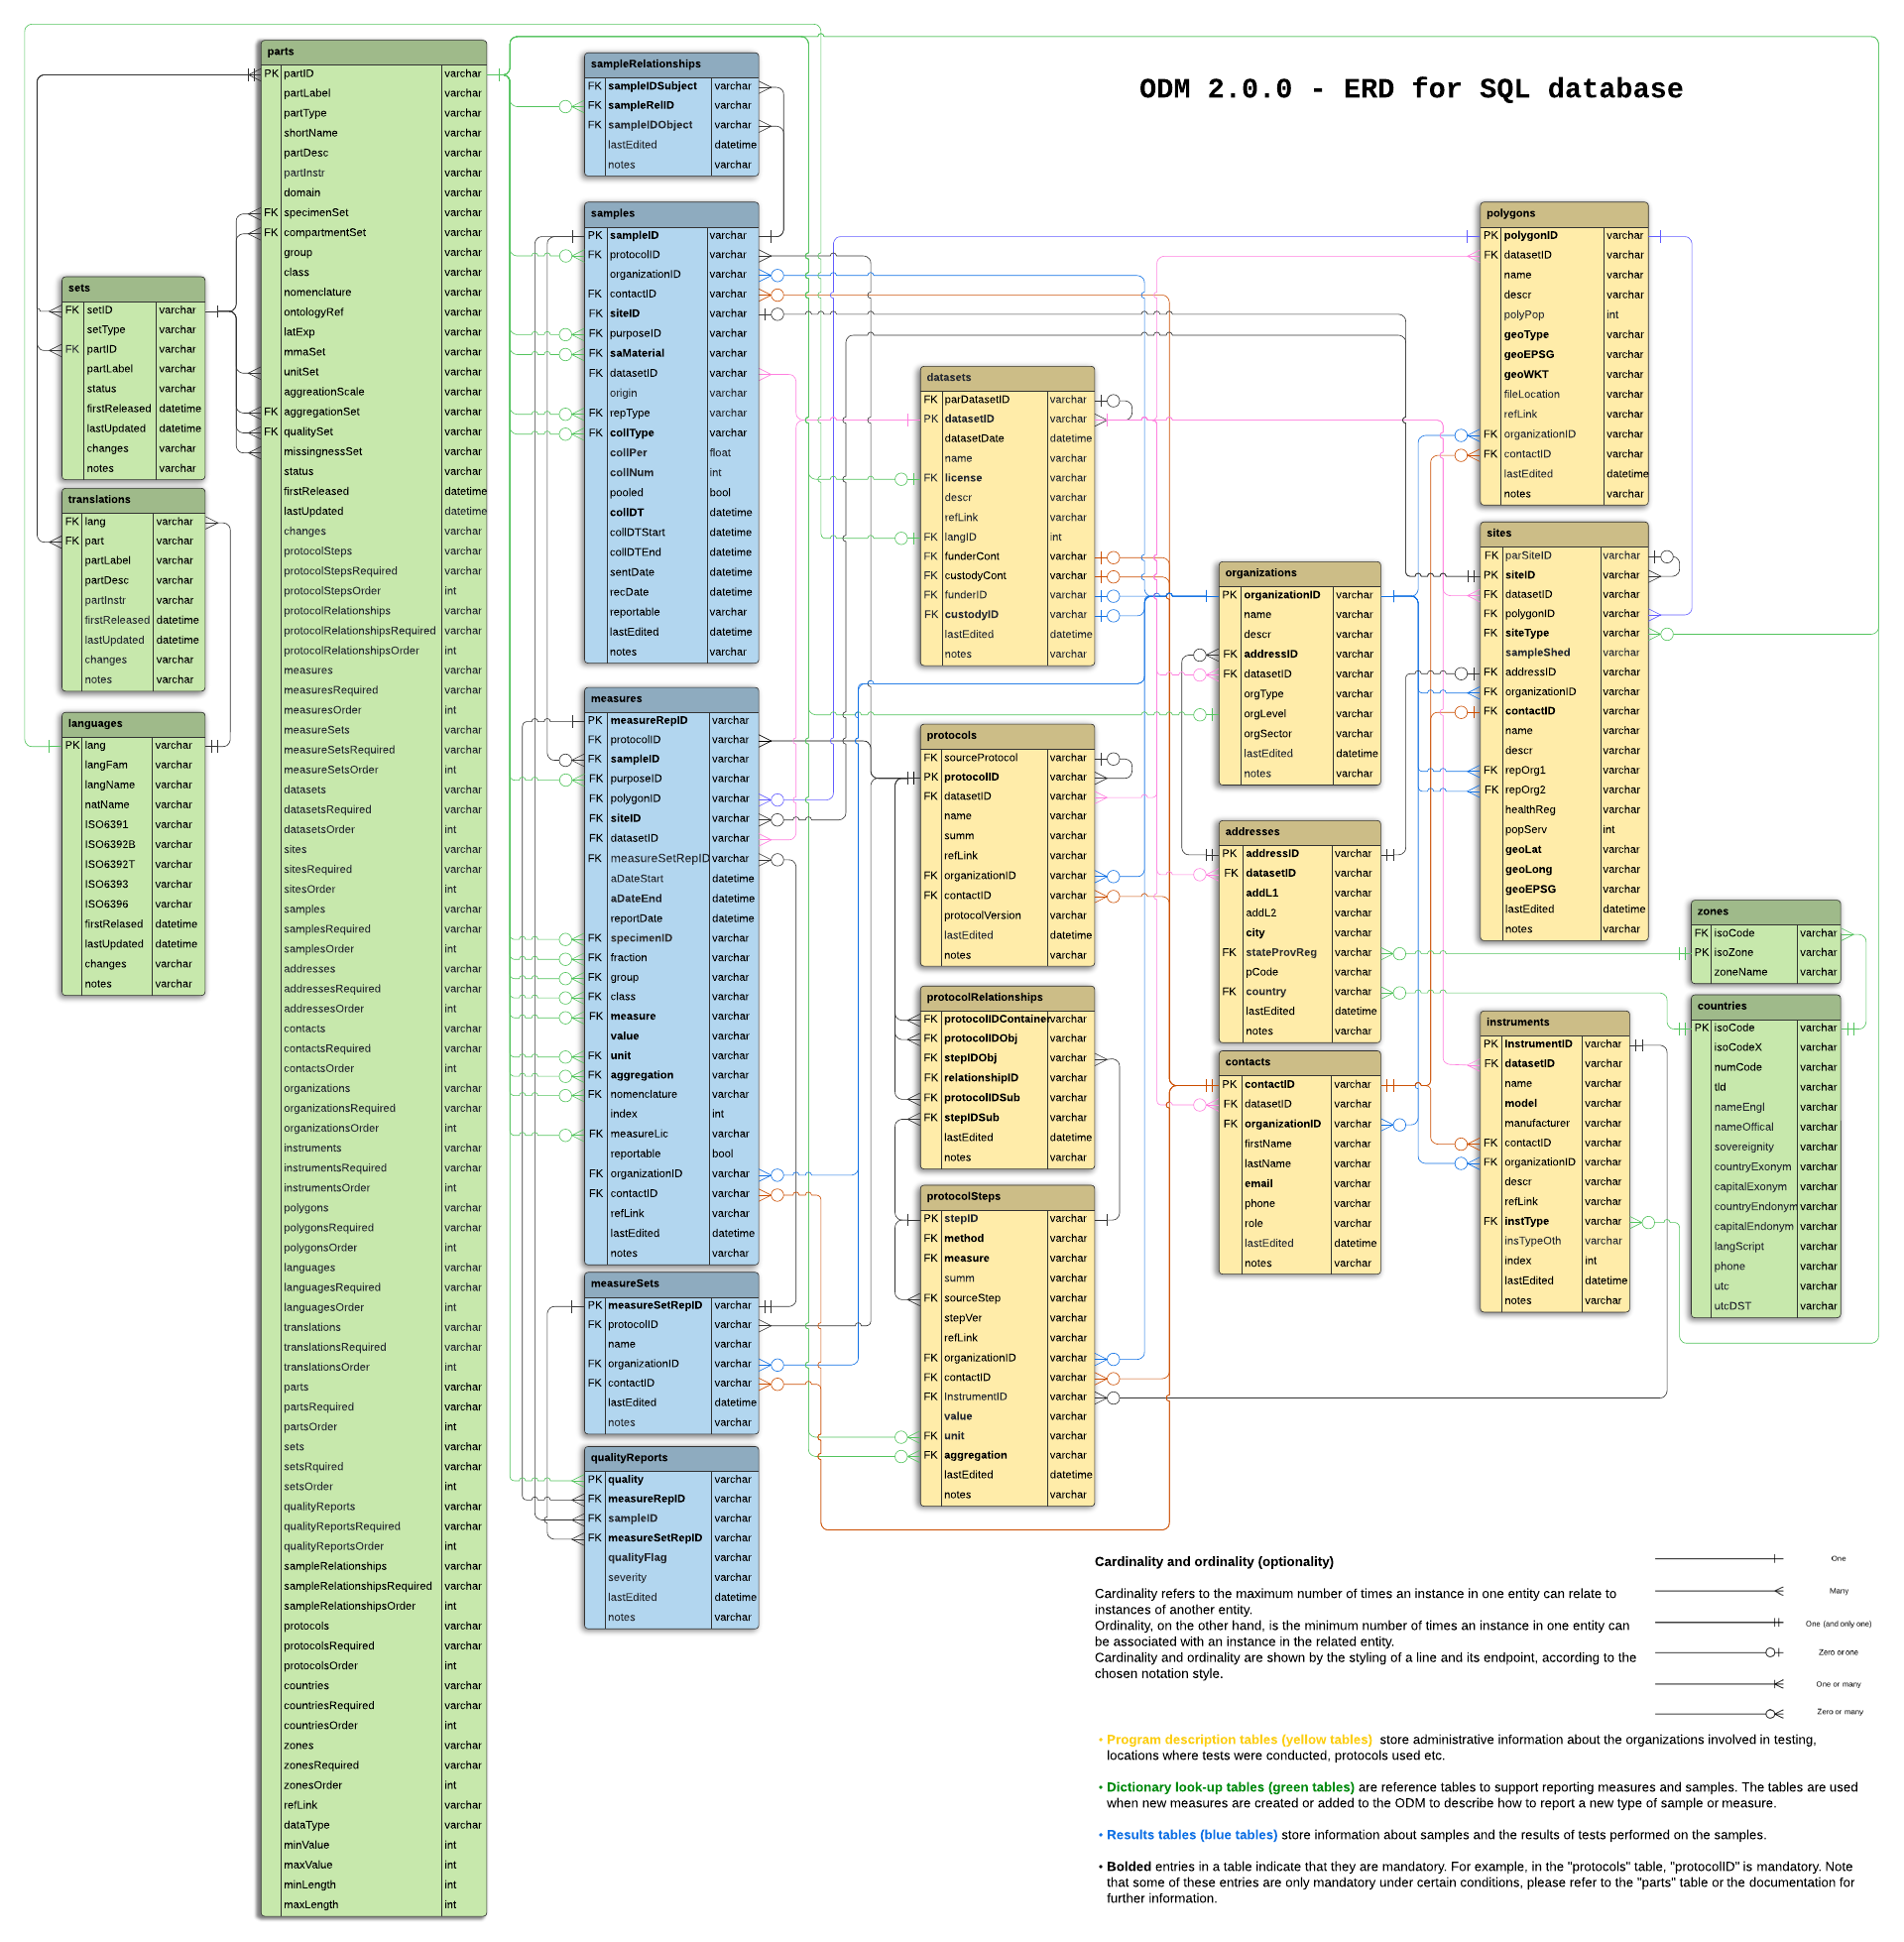 ODM 2.0.0 - ERD for SQL database
parts
PK partID varchar
partLabel varchar
partType varchar
shortName varchar
partDesc varchar
partInstr varchar
domain varchar
FK specimenSet varchar
FK compartmentSet varchar
group varchar
class varchar
nomenclature varchar
ontologyRef varchar
latExp varchar
mmaSet varchar
unitSet varchar
aggreationScale varchar
FK aggregationSet varchar
FK qualitySet varchar
missingnessSet varchar
status varchar
firstReleased datetime
lastUpdated datetime
changes varchar
protocolSteps varchar
protocolStepsRequired varchar
protocolStepsOrder int
protocolRelationships varchar
protocolRelationshipsRequired varchar
protocolRelationshipsOrder int
measures varchar
measuresRequired varchar
measuresOrder int
measureSets varchar
measureSetsRequired varchar
measureSetsOrder int
datasets varchar
datasetsRequired varchar
datasetsOrder int
sites varchar
sitesRequired varchar
sitesOrder int
samples varchar
samplesRequired varchar
samplesOrder int
addresses varchar
addressesRequired varchar
addressesOrder int
contacts varchar
contactsRequired varchar
contactsOrder int
organizations varchar
organizationsRequired varchar
organizationsOrder int
instruments varchar
instrumentsRequired varchar
instrumentsOrder int
polygons varchar
polygonsRequired varchar
polygonsOrder int
languages varchar
languagesRequired varchar
languagesOrder int
translations varchar
translationsRequired varchar
translationsOrder int
parts varchar
partsRequired varchar
partsOrder int
sets varchar
setsRquired varchar
setsOrder int
qualityReports varchar
qualityReportsRequired varchar
qualityReportsOrder int
sampleRelationships varchar
sampleRelationshipsRequired varchar
sampleRelationshipsOrder int
protocols varchar
protocolsRequired varchar
protocolsOrder int
countries varchar
countriesRequired varchar
countriesOrder int
zones varchar
zonesRequired varchar
zonesOrder int
refLink varchar
dataType varchar
minValue int
maxValue int
minLength int
maxLength int
sets
FK setID varchar
setType varchar
FK partID varchar
partLabel varchar
status varchar
firstReleased datetime
lastUpdated datetime
changes varchar
notes varchar
translations
FK lang varchar
FK part varchar
partLabel varchar
partDesc varchar
partInstr varchar
firstReleased datetime
lastUpdated datetime
changes varchar
notes varchar
languages
PK lang varchar
langFam varchar
langName varchar
natName varchar
ISO6391 varchar
ISO6392B varchar
ISO6392T varchar
ISO6393 varchar
ISO6396 varchar
firstRelased datetime
lastUpdated datetime
changes varchar
notes varchar
sampleRelationships
FK sampleIDSubject varchar
FK sampleRelID varchar
FK sampleIDObject varchar
lastEdited datetime
notes varchar
samples
PK sampleID varchar
FK protocolID varchar
organizationID varchar
FK contactID varchar
FK siteID varchar
FK purposeID varchar
FK saMaterial varchar
FK datasetID varchar
origin varchar
FK repType varchar
FK collType varchar
collPer float
collNum int
pooled bool
collDT datetime
collDTStart datetime
collDTEnd datetime
sentDate datetime
recDate datetime
reportable varchar
lastEdited datetime
notes varchar
measures
PK measureRepID varchar
FK protocolID varchar
FK sampleID varchar
FK purposeID varchar
FK polygonID varchar
FK siteID varchar
FK datasetID varchar
FK measureSetRepID varchar
aDateStart datetime
aDateEnd datetime
reportDate datetime
FK specimenID varchar
FK fraction varchar
FK group varchar
FK class varchar
FK measure varchar
value varchar
FK unit varchar
FK aggregation varchar
FK nomenclature varchar
index int
FK measureLic varchar
reportable bool
FK organizationID varchar
FK contactID varchar
refLink varchar
lastEdited datetime
notes varchar
measureSets
PK measureSetRepID varchar
FK protocolID varchar
name varchar
FK organizationID varchar
FK contactID varchar
lastEdited datetime
notes varchar
qualityReports
PK quality varchar
FK measureRepID varchar
FK sampleID varchar
FK measureSetRepID varchar
qualityFlag varchar
severity varchar
lastEdited datetime
notes varchar
datasets
FK parDatasetID varchar
PK datasetID varchar
datasetDate datetime
name varchar
FK license varchar
descr varchar
refLink varchar
FK langID int
FK funderCont varchar
FK custodyCont varchar
FK funderID varchar
FK custodyID varchar
lastEdited datetime
notes varchar
protocols
FK sourceProtocol varchar
PK protocolID varchar
FK datasetID varchar
name varchar
summ varchar
refLink varchar
FK organizationID varchar
FK contactID varchar
protocolVersion varchar
lastEdited datetime
notes varchar
protocolRelationships
FK protocolIDContainer varchar
FK protocolIDObj varchar
FK stepIDObj varchar
FK relationshipID varchar
FK protocolIDSub varchar
FK stepIDSub varchar
lastEdited datetime
notes varchar
protocolSteps
PK stepID varchar
FK method varchar
FK measure varchar
summ varchar
FK sourceStep varchar
stepVer varchar
refLink varchar
FK organizationID varchar
FK contactID varchar
FK InstrumentID varchar
value varchar
FK unit varchar
FK aggregation varchar
lastEdited datetime
notes varchar
organizations
PK organizationID varchar
name varchar
descr varchar
FK addressID varchar
FK datasetID varchar
orgType varchar
orgLevel varchar
orgSector varchar
lastEdited datetime
notes varchar
addresses
PK addressID varchar
FK datasetID varchar
addL1 varchar
addL2 varchar
city varchar
FK stateProvReg varchar
pCode varchar
FK country varchar
lastEdited datetime
notes varchar
contacts
PK contactID varchar
FK datasetID varchar
FK organizationID varchar
firstName varchar
lastName varchar
email varchar
phone varchar
role varchar
lastEdited datetime
notes varchar
polygons
PK polygonID varchar
FK datasetID varchar
name varchar
descr varchar
polyPop int
geoType varchar
geoEPSG varchar
geoWKT varchar
fileLocation varchar
refLink varchar
FK organizationID varchar
FK contactID varchar
lastEdited datetime
notes varchar
sites
FK parSiteID varchar
PK siteID varchar
FK datasetID varchar
FK polygonID varchar
FK siteType varchar
sampleShed varchar
FK addressID varchar
FK organizationID varchar
FK contactID varchar
name varchar
descr varchar
FK repOrg1 varchar
FK repOrg2 varchar
healthReg varchar
popServ int
geoLat varchar
geoLong varchar
geoEPSG varchar
lastEdited datetime
notes varchar
instruments
PK InstrumentID varchar
FK datasetID varchar
name varchar
model varchar
manufacturer varchar
FK contactID varchar
FK organizationID varchar
descr varchar
refLink varchar
FK instType varchar
insTypeOth varchar
index int
lastEdited datetime
notes varchar
zones
FK isoCode varchar
PK isoZone varchar
zoneName varchar
countries
PK isoCode varchar
isoCodeX varchar
numCode varchar
tld varchar
nameEngl varchar
nameOffical varchar
sovereignity varchar
countryExonym varchar
capitalExonym varchar
countryEndonym varchar
capitalEndonym varchar
langScript varchar
phone varchar
utc varchar
utcDST varchar
Cardinality and ordinality (optionality)
Cardinality refers to the maximum number of times an instance in one entity can relate to
instances of another entity.
Ordinality, on the other hand, is the minimum number of times an instance in one entity can
be associated with an instance in the related entity.
Cardinality and ordinality are shown by the styling of a line and its endpoint, according to the
chosen notation style.
One
Many
One (and only one)
Zero or one
One or many
Zero or many
• Program description tables (yellow tables) store administrative information about the organizations involved in testing,
locations where tests were conducted, protocols used etc.
• Dictionary look-up tables (green tables) are reference tables to support reporting measures and samples. The tables are used
when new measures are created or added to the ODM to describe how to report a new type of sample or measure.
• Results tables (blue tables) store information about samples and the results of tests performed on the samples.
• Bolded entries in a table indicate that they are mandatory. For example, in the "protocols" table, "protocolID" is mandatory. Note
that some of these entries are only mandatory under certain conditions, please refer to the "parts" table or the documentation for
further information.